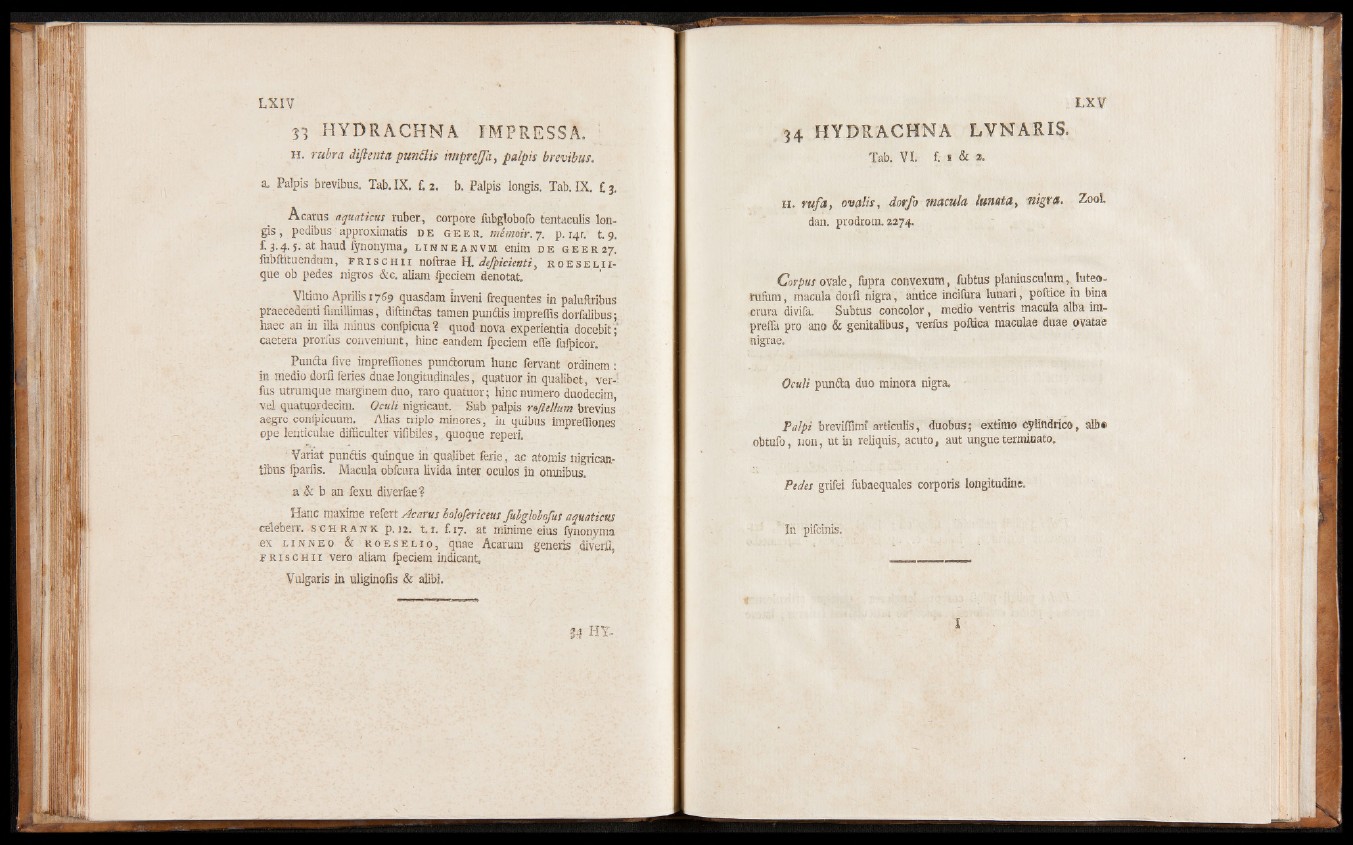 LXIV
33 HYDRACHNA IMPRESSA.
H. rubra diſtenta punctis impreſſa, palpis brevibus.
a. Palpis brevibus. Tab. IX. f. 2. b. Palpis longis. Tab. IX. f. 3.
Acarus aquaticus ruber, corpore ſubgloboſo tentaculis lon-
gis, pedibus approximatis DE GEER. mémoir. 7. p. 141. t. 9.
f. 3. 4. 5. at haud ſynonyma, LINNEANVM enim DE GEER 27.
ſubſtituendum, FRISCHII noſtrae H. deſpicienti, ROESELII-
que ob pedes nigros &c. aliam ſpeciem denotat.
Vltimo Aprilis 1769 quasdam inveni frequentes in paluſtribus
praecedenti ſimillimas, diſtinctas tamen punctis impreſſis dorſalibus;
haec an in illa minus conſpicua? quod nova experientia docebit;
caetera prorſus conveniunt, hinc eandem ſpeciem eſſe ſuſpicor.
Puncta ſive impreſſiones punctorum hunc ſervant ordinem:
in medio dorſi ſeries duae longitudinales, quatuor in qualibet, ver-
ſus utrumque marginem duo, raro quatuor; hinc numero duodecim,
vel quatuordecim. Oculi nigricant. Sub palpis roſtellum brevius
aegre conſpicuum. Alias triplo minores, in quibus impreſſiones
ope lenticulae difficulter viſibiles, quoque reperi.
Variat punctis quinque in qualibet ſerie, ac atomis nigrican-
tibus ſparſis. Macula obſcura livida inter oculos in omnibus.
a & b an ſexu diverſae?
Hanc maxime refert Acarus holoſericeus ſubgloboſus aquaticus
celeberr. SCHRANK p. 12. t. 1. f. 17. at minime eius ſynonyma
ex LINNEO & ROESELIO, quae Acarum generis diverſi,
FRISCHII vero aliam ſpeciem indicant.
Vulgaris in uliginoſis & alibi.
34 HY-
LXV
34 HYDRACHNA LVNARIS.
Tab. VI. f. 1 & 2.
H. rufa, ovalis, dorſo macula lunata, nigra. Zool.
dan. prodrom. 2274.
Corpus ovale, ſupra convexum, ſubtus planiusculum, luteo-
rufum, macula dorſi nigra, antice inciſura lunari, poſtice in bina
crura diviſa. Subtus concolor, medio ventris macula alba im-
preſſa pro ano & genitalibus, verſus poſtica maculae duae ovatae
nigrae.
Oculi puncta duo minora nigra.
Palpi breviſſimi articulis, duobus; extimo cylindrico, albo
obtuſo, non, ut in reliquis, acuto, aut ungue terminato.
Pedes griſei ſubaequales corporis longitudine.
In piſcinis.
I